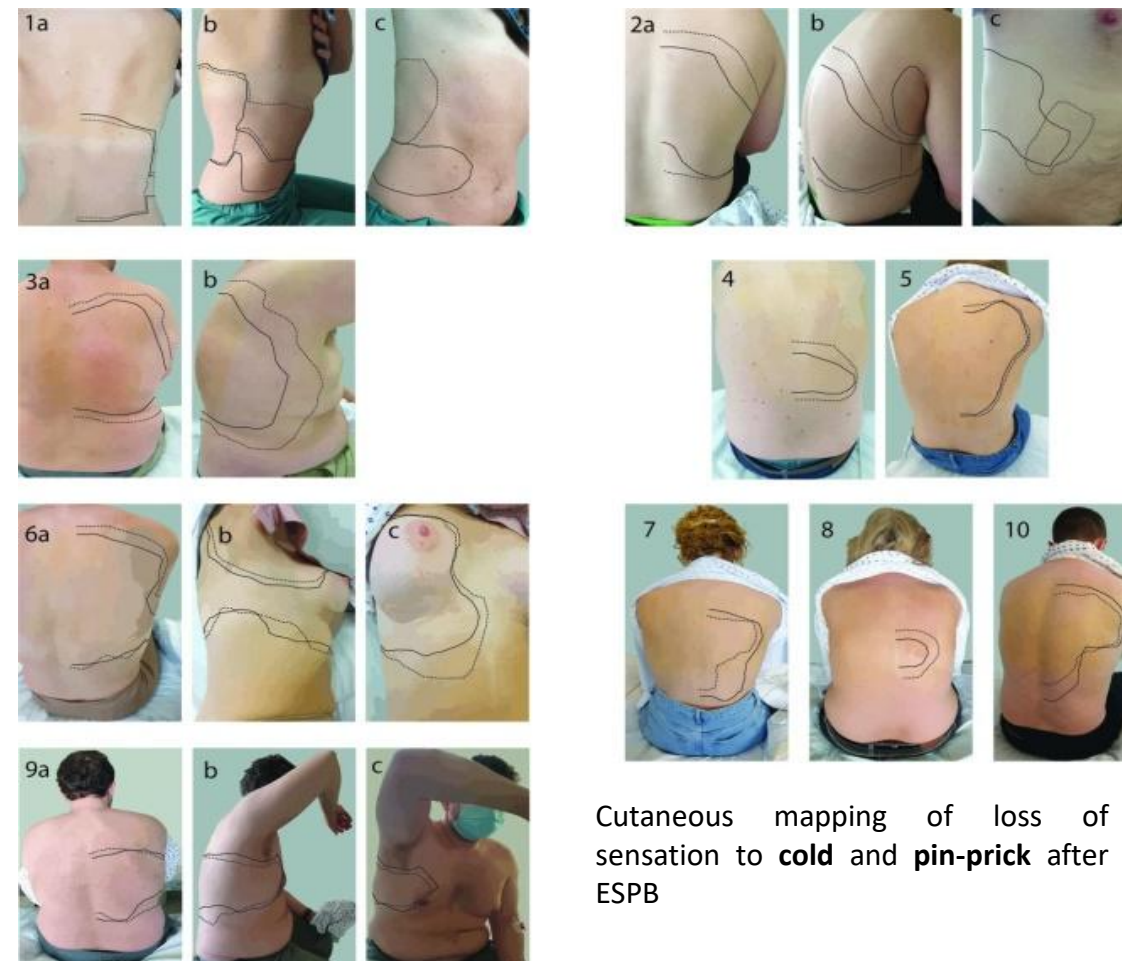 1a b c 2a b c
3a b 4 5
6a b c 7 8 10
9a b c
Cutaneous mapping of loss of
sensation to cold and pin-prick after
ESPB